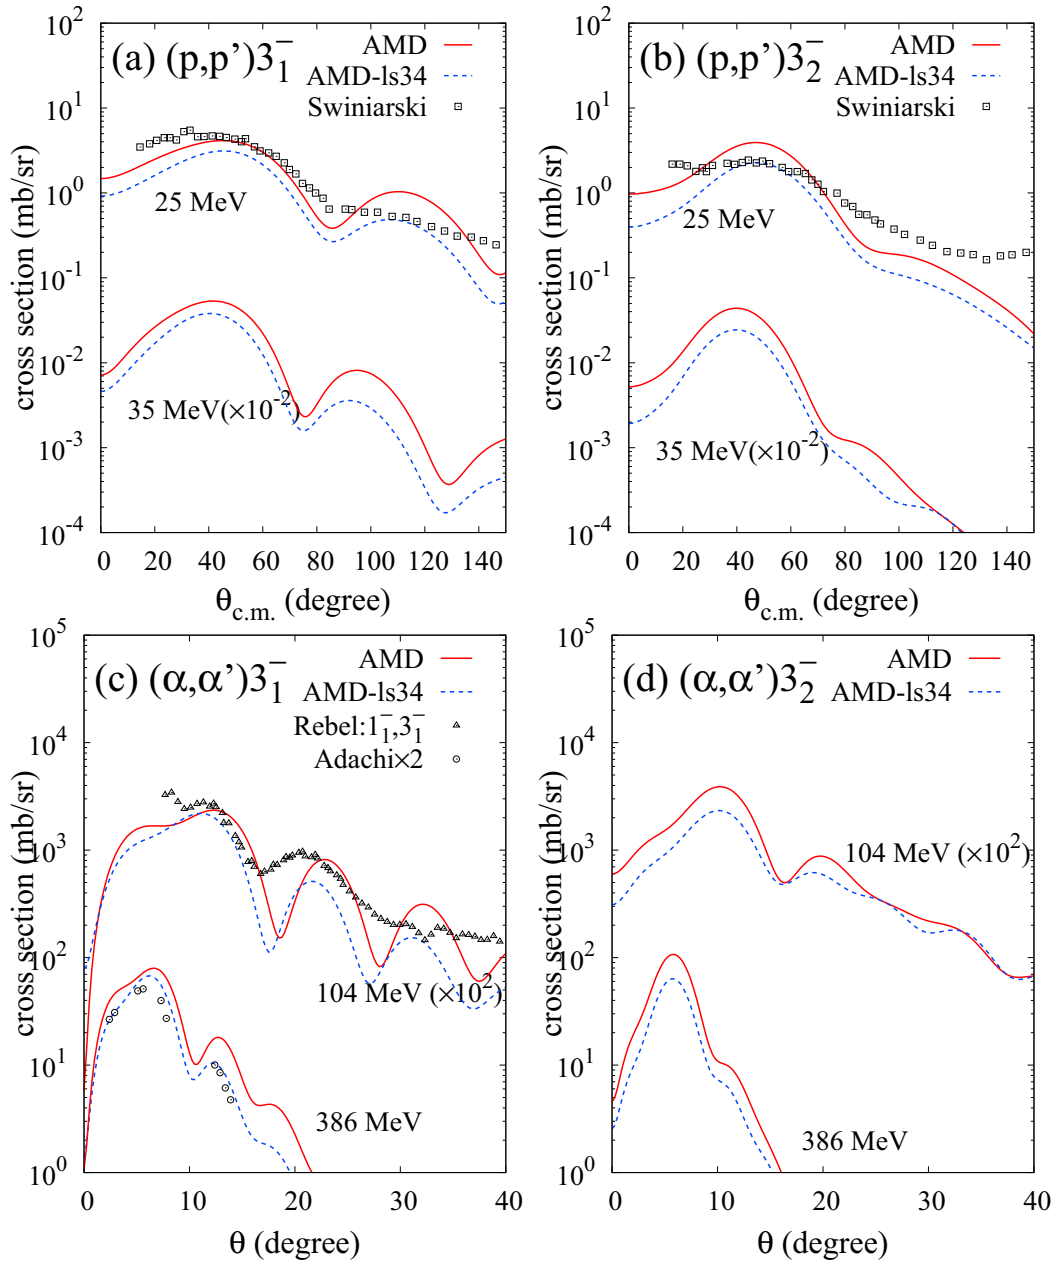 (a) (p,p')3₁⁻
AMD
AMD-ls34
Swiniarski
25 MeV
35 MeV(×10⁻²)
10²
10¹
10⁰
10⁻¹
10⁻²
10⁻³
10⁻⁴
cross section (mb/sr)
0 20 40 60 80 100 120 140
θc.m. (degree)
(b) (p,p')3₂⁻
AMD
AMD-ls34
Swiniarski
25 MeV
35 MeV(×10⁻²)
10²
10¹
10⁰
10⁻¹
10⁻²
10⁻³
10⁻⁴
cross section (mb/sr)
0 20 40 60 80 100 120 140
θc.m. (degree)
(c) (α,α')3₁⁻
AMD
AMD-ls34
Rebel:1₁⁻,3₁⁻
Adachi×2
104 MeV (×10²)
386 MeV
10⁵
10⁴
10³
10²
10¹
10⁰
cross section (mb/sr)
0 10 20 30 40
θ (degree)
(d) (α,α')3₂⁻
AMD
AMD-ls34
104 MeV (×10²)
386 MeV
10⁵
10⁴
10³
10²
10¹
10⁰
cross section (mb/sr)
0 10 20 30 40
θ (degree)